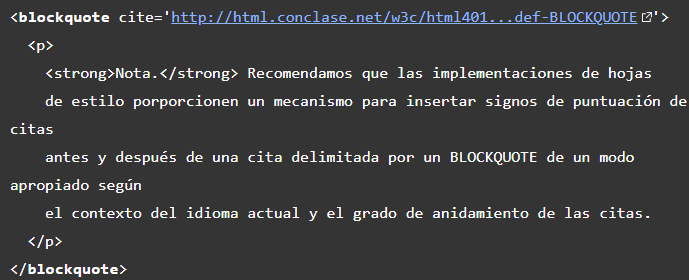 <blockquote cite='http://html.conclase.net/w3c/html401...def-BLOCKQUOTE'>
<p>
<strong>Nota.</strong> Recomendamos que las implementaciones de hojas
de estilo porporcionen un mecanismo para insertar signos de puntuación de
citas
antes y después de una cita delimitada por un BLOCKQUOTE de un modo
apropiado según
el contexto del idioma actual y el grado de anidamiento de las citas.
</p>
</blockquote>